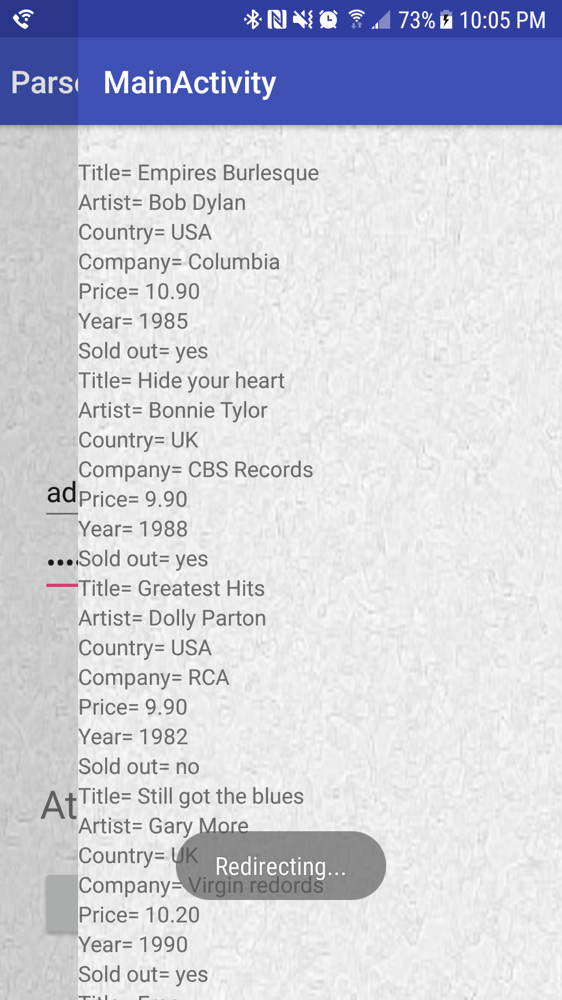 73% 10:05 PM
MainActivity
Title= Empires Burlesque
Artist= Bob Dylan
Country= USA
Company= Columbia
Price= 10.90
Year= 1985
Sold out= yes
Title= Hide your heart
Artist= Bonnie Tylor
Country= UK
Company= CBS Records
ad
Price= 9.90
Year= 1988
Sold out= yes
Title= Greatest Hits
Artist= Dolly Parton
Country= USA
Company= RCA
Price= 9.90
Year= 1982
Sold out= no
At
Title= Still got the blues
Artist= Gary More
Country= UK
Redirecting...
Company= Virgin redords
Price= 10.20
Year= 1990
Sold out= yes